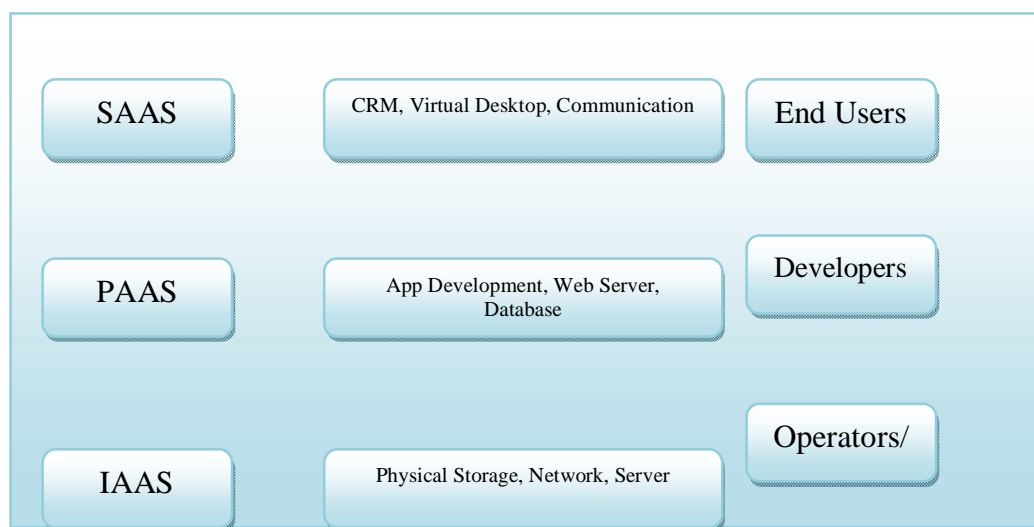 SAAS
CRM, Virtual Desktop, Communication
End Users
PAAS
App Development, Web Server,
Database
Developers
IAAS
Physical Storage, Network, Server
Operators/